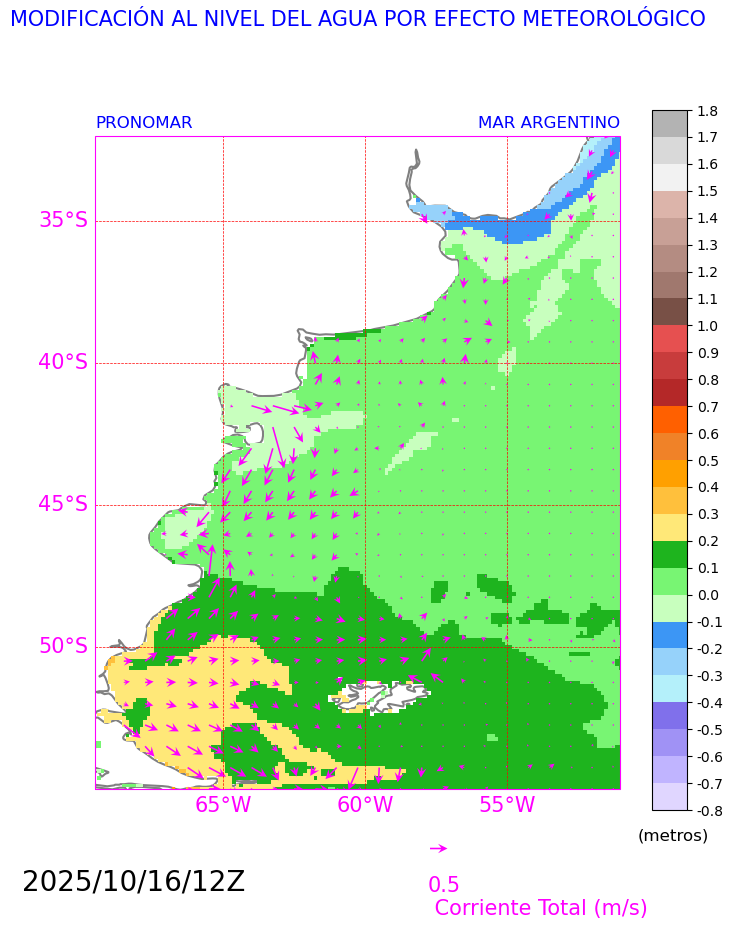 MODIFICACIÓN AL NIVEL DEL AGUA POR EFECTO METEOROLÓGICO
PRONOMAR
MAR ARGENTINO
35°S
40°S
45°S
50°S
65°W
60°W
55°W
1.8
1.7
1.6
1.5
1.4
1.3
1.2
1.1
1.0
0.9
0.8
0.7
0.6
0.5
0.4
0.3
0.2
0.1
0.0
-0.1
-0.2
-0.3
-0.4
-0.5
-0.6
-0.7
-0.8
(metros)
2025/10/16/12Z
0.5
Corriente Total (m/s)